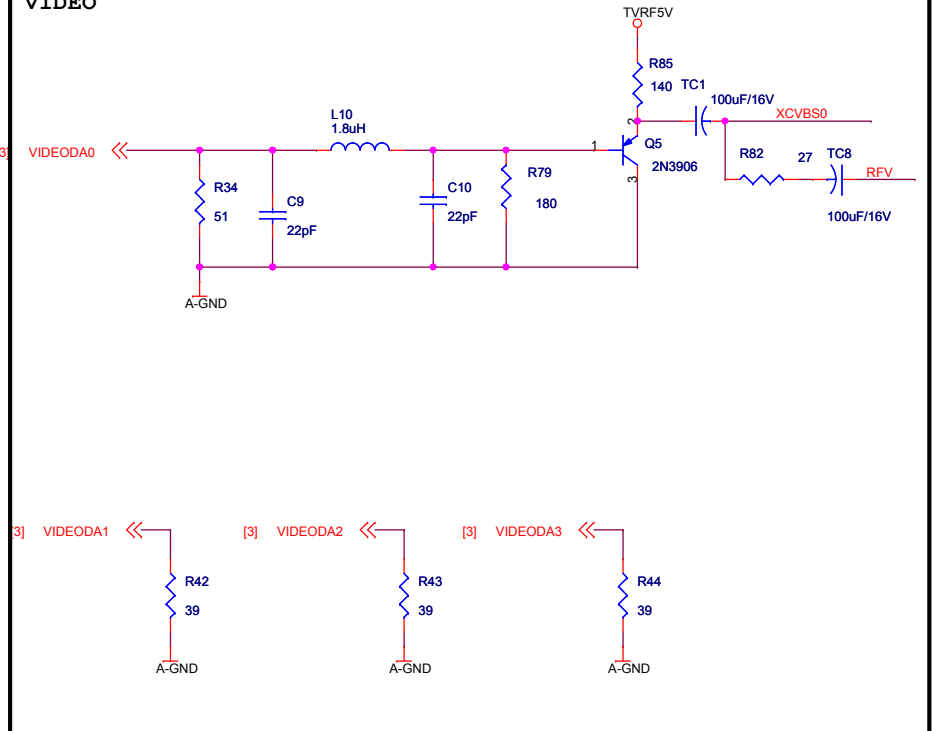 VIDEO
TVRF5V
R85
140
TC1
100uF/16V
XCVBS0
L10
1.8uH
2
3] VIDEODA0
1
Q5
2N3906
3
R82
27
TC8
RFV
100uF/16V
R34
51
C9
22pF
C10
22pF
R79
180
A-GND
[3] VIDEODA1
[3] VIDEODA2
[3] VIDEODA3
R42
39
R43
39
R44
39
A-GND
A-GND
A-GND